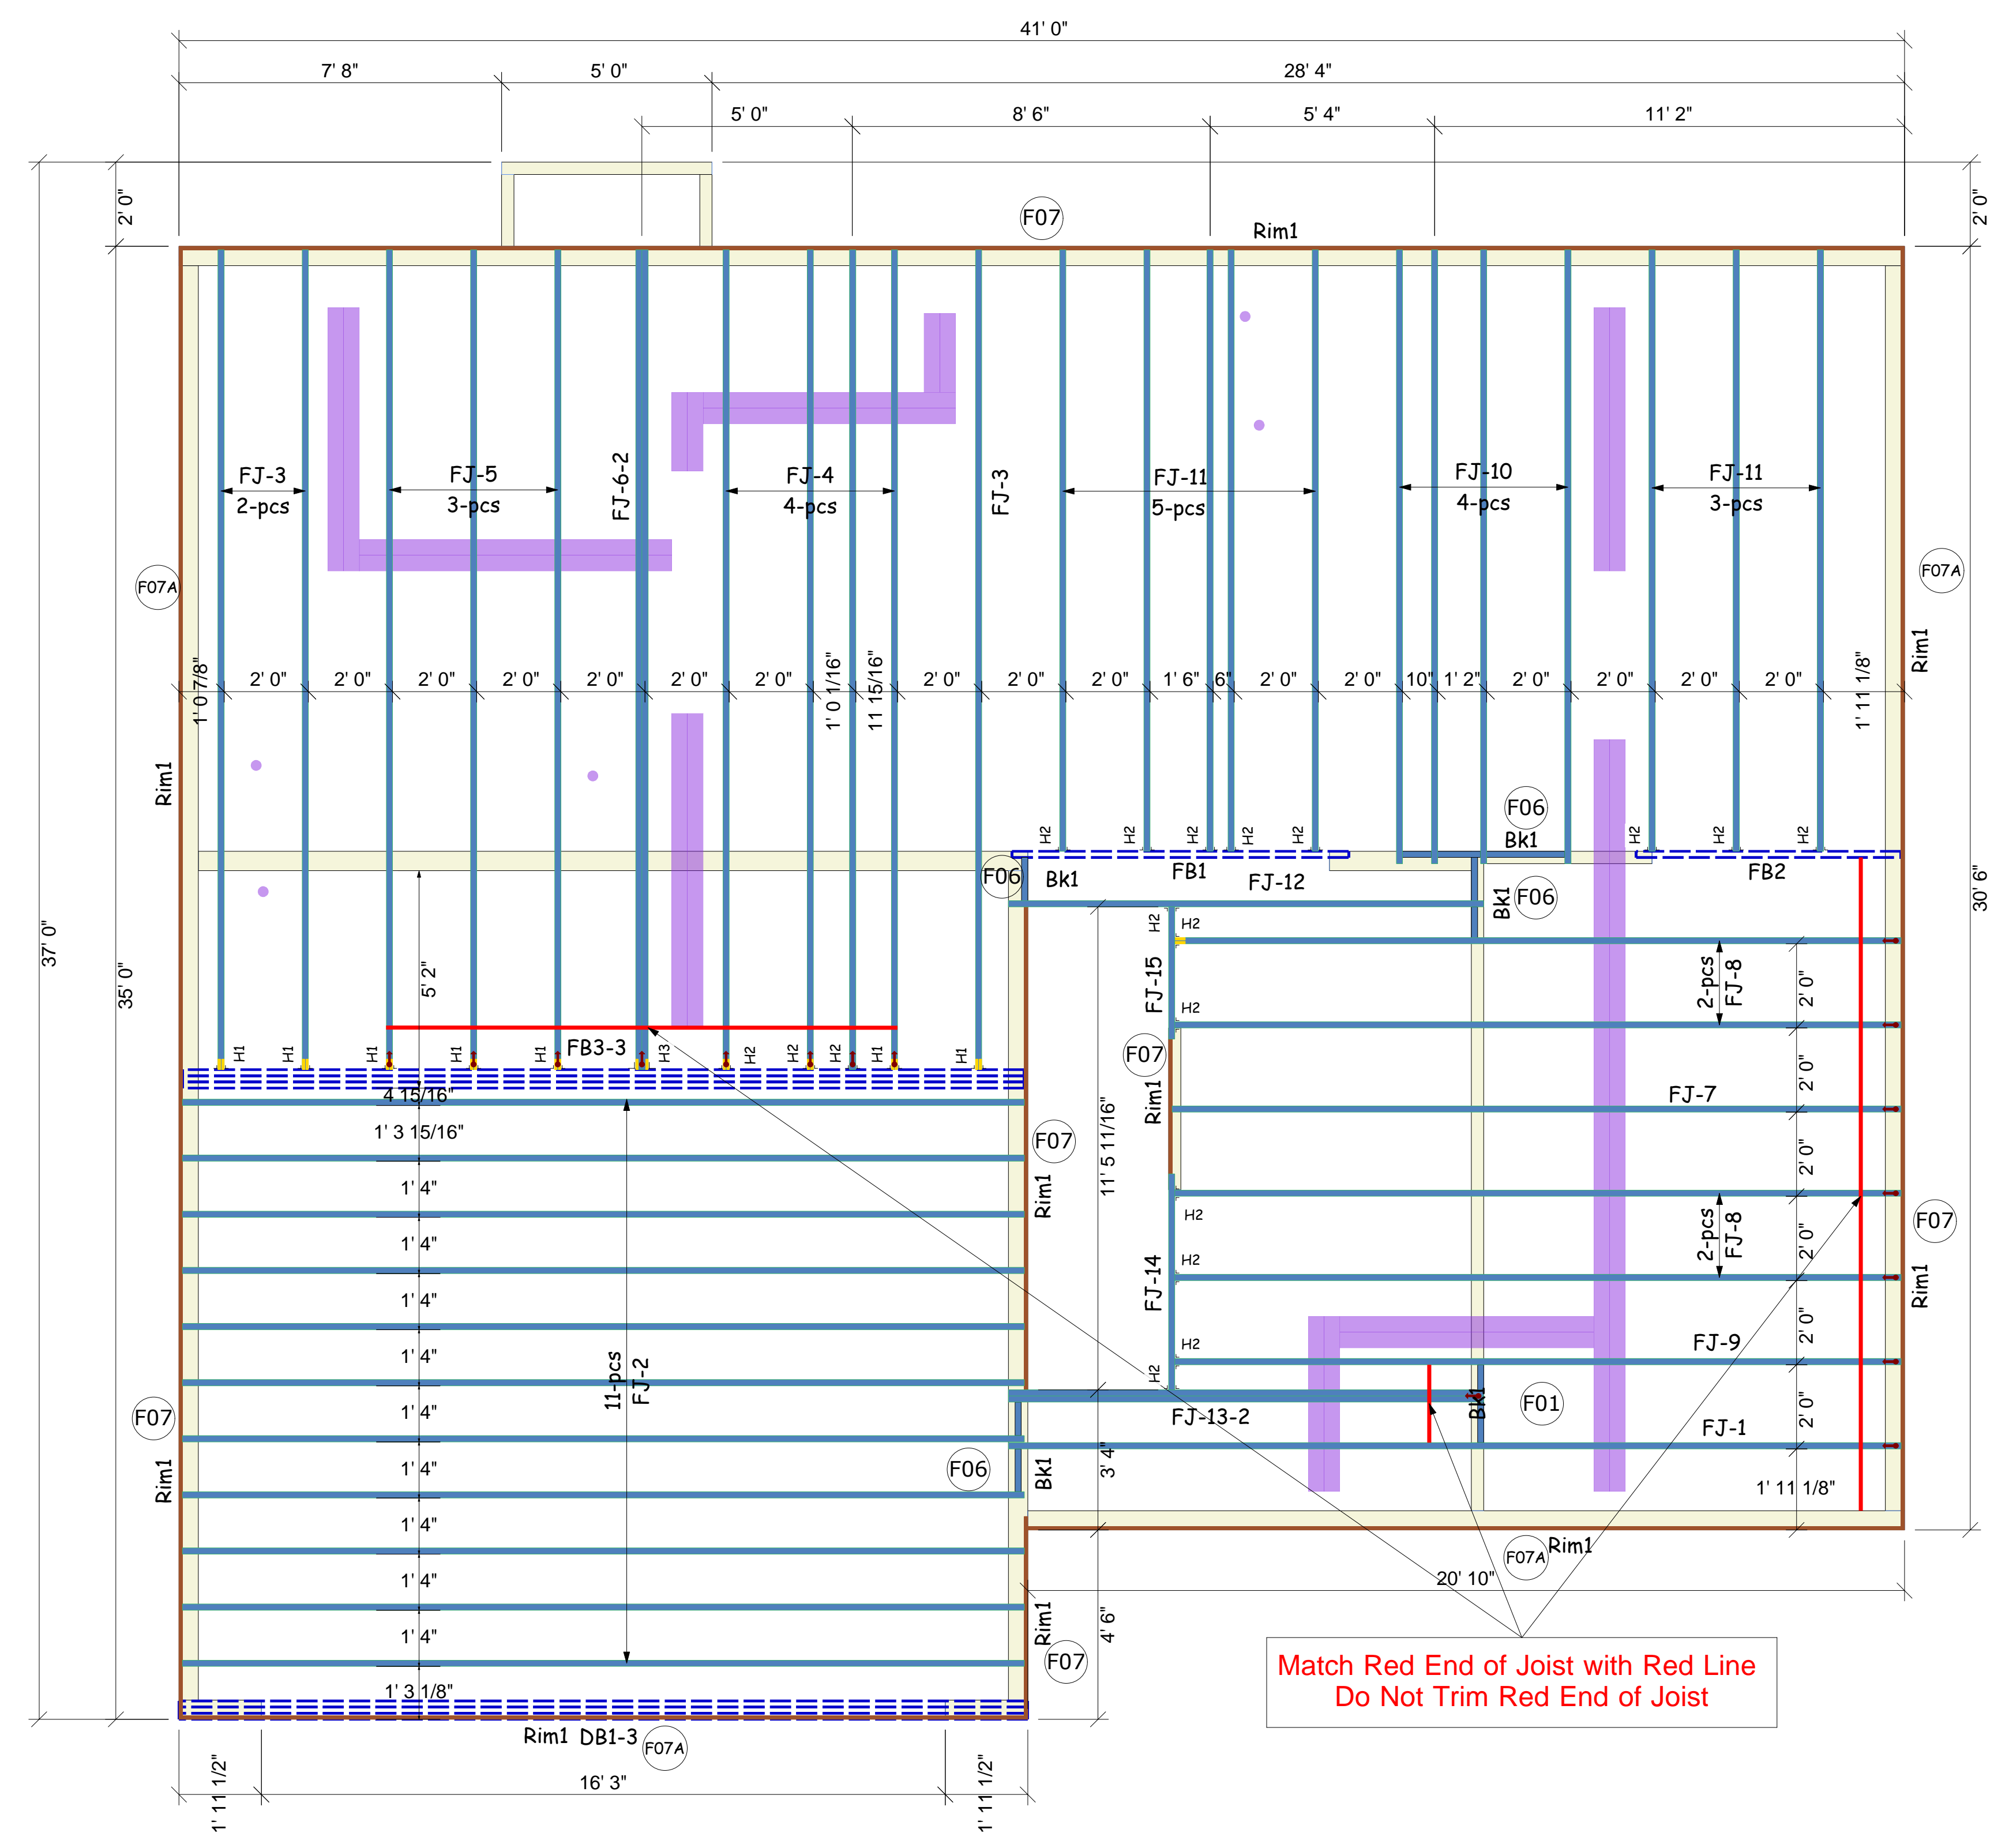 41' 0"
7' 8"
5' 0"
28' 4"
5' 0"
8' 6"
5' 4"
11' 2"
2' 0"
2' 0"
F07
Rim1
FJ-3
2-pcs
FJ-5
3-pcs
FJ-6-2
FJ-4
4-pcs
FJ-3
FJ-11
5-pcs
FJ-10
4-pcs
FJ-11
3-pcs
F07A
F07A
Rim1
1' 0 7/8"
2' 0"
2' 0"
2' 0"
2' 0"
2' 0"
2' 0"
2' 0"
1' 0 1/16"
11 15/16"
2' 0"
2' 0"
2' 0"
1' 6"
6"
2' 0"
2' 0"
10"
1' 2"
2' 0"
2' 0"
2' 0"
2' 0"
1' 11 1/8"
Rim1
H2
H2
H2
H2
H2
F06
Bk1
H2
H2
H2
F06
Bk1
FB1
FJ-12
FB2
Bk1
F06
37' 0"
35' 0"
30' 6"
5' 2"
H2
H2
FJ-15
H2
2-pcs
FJ-8
2' 0"
H1
H1
H1
H1
H1
FB3-3
H3
H2
H2
H2
H1
H1
F07
Rim1
FJ-7
2' 0"
4 15/16"
1' 3 15/16"
F07
Rim1
11' 5 11/16"
2' 0"
1' 4"
1' 4"
1' 4"
1' 4"
1' 4"
1' 4"
1' 4"
1' 4"
1' 4"
1' 3 1/8"
11-pcs
FJ-2
H2
H2
FJ-14
2-pcs
FJ-8
2' 0"
F07
Rim1
H2
FJ-9
2' 0"
H2
Bk1
F01
FJ-13-2
FJ-1
2' 0"
F07
Rim1
F06
Bk1
3' 4"
1' 11 1/8"
F07A
Rim1
20' 10"
Rim1
F07
4' 6"
Match Red End of Joist with Red Line
Do Not Trim Red End of Joist
Rim1
DB1-3
F07A
1' 11 1/2"
16' 3"
1' 11 1/2"